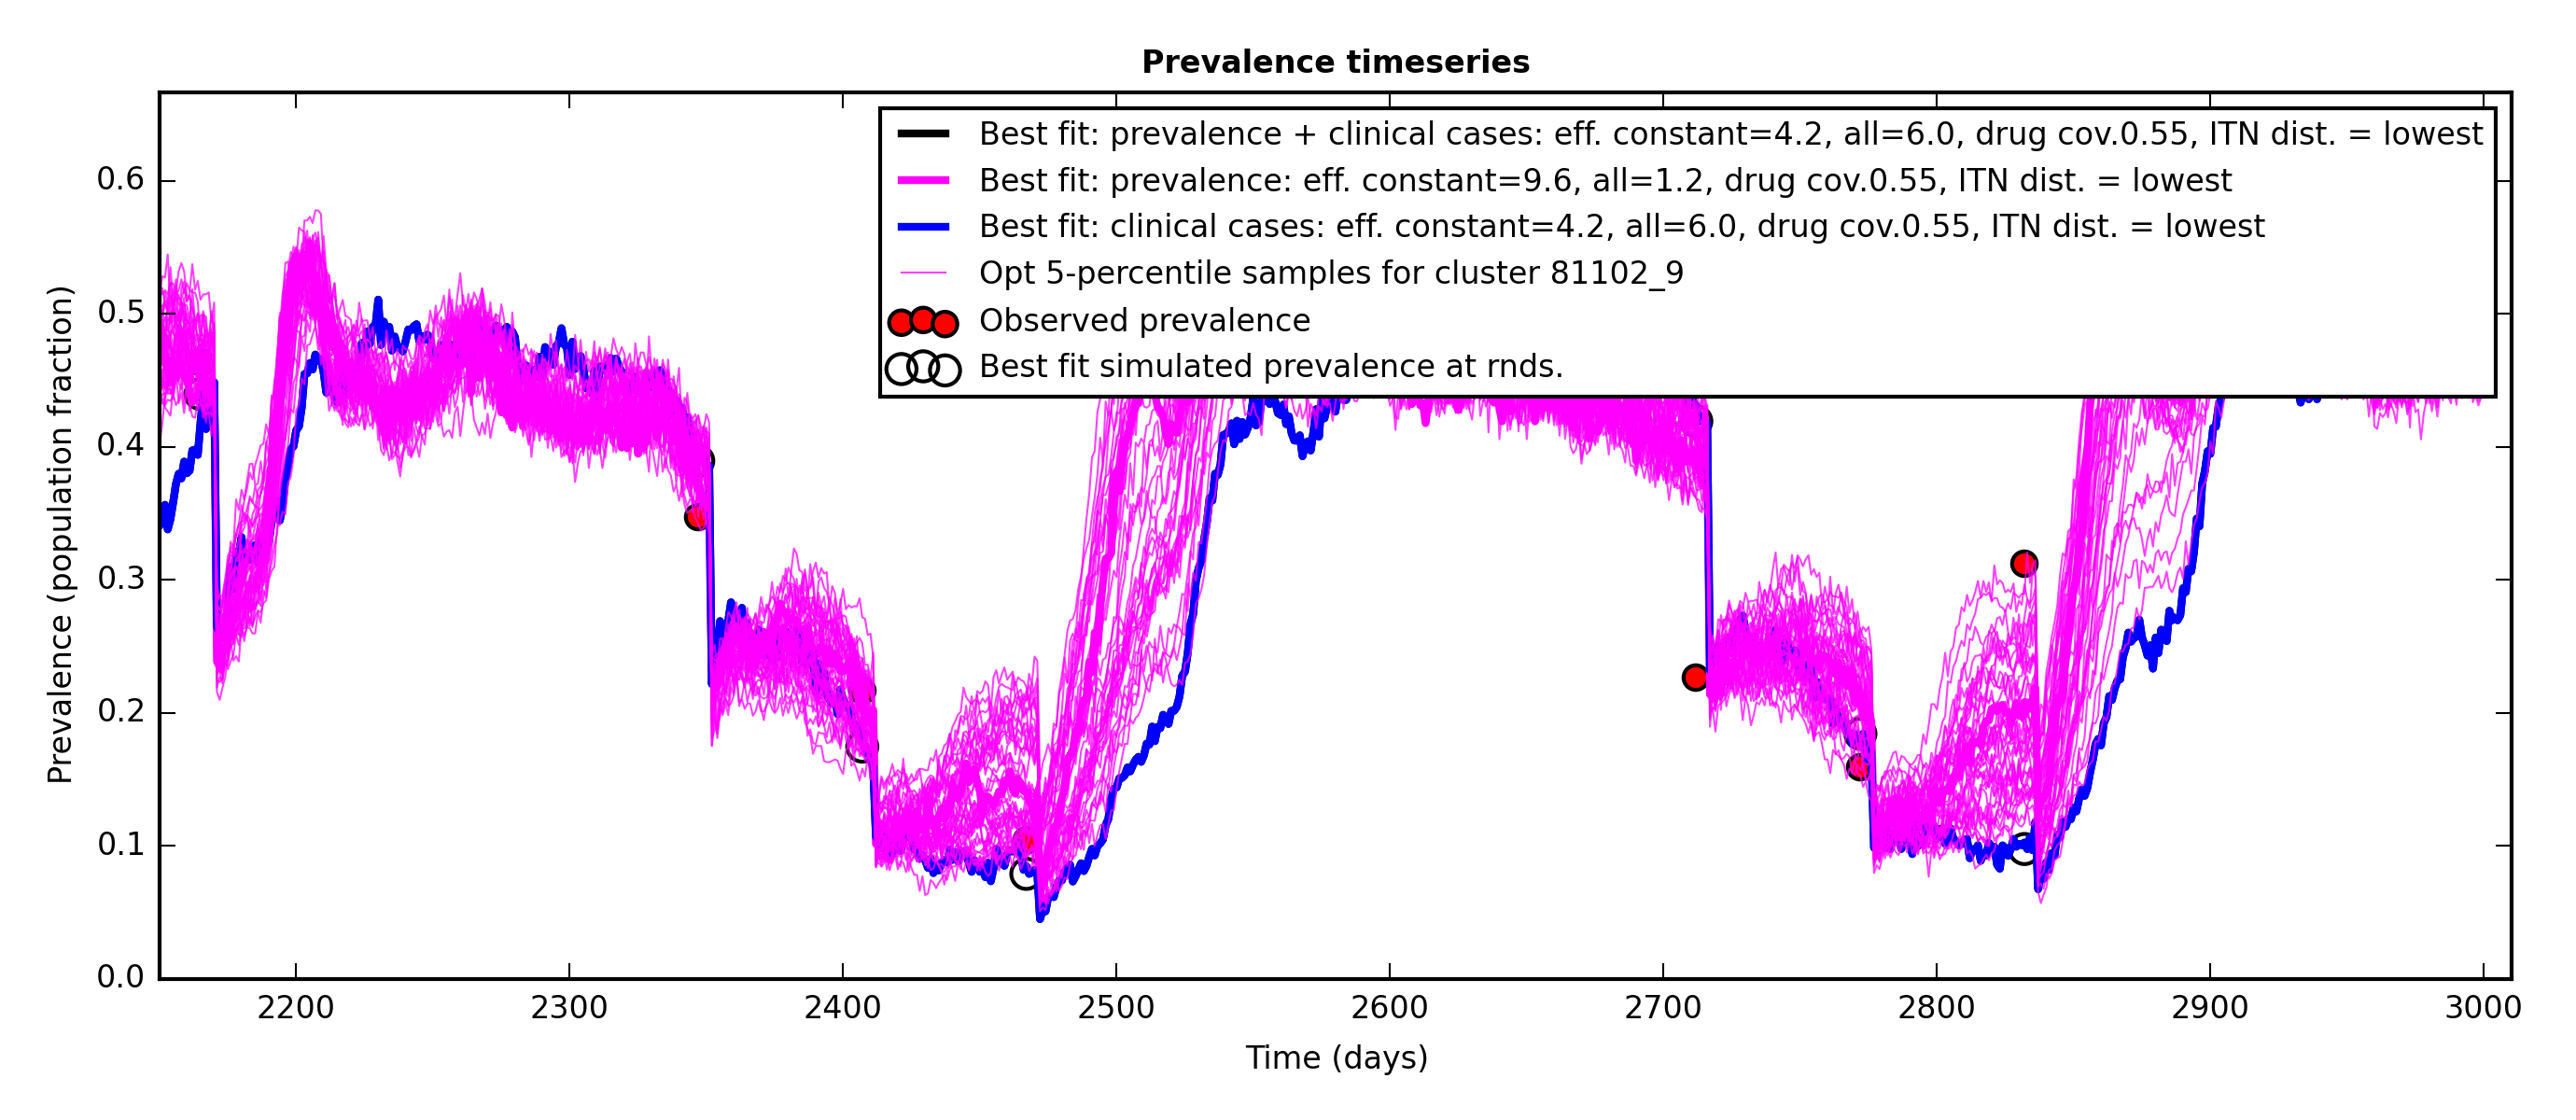 Prevalence timeseries
Best fit: prevalence + clinical cases: eff. constant=4.2, all=6.0, drug cov.0.55, ITN dist. = lowest
Best fit: prevalence: eff. constant=9.6, all=1.2, drug cov.0.55, ITN dist. = lowest
Best fit: clinical cases: eff. constant=4.2, all=6.0, drug cov.0.55, ITN dist. = lowest
Opt 5-percentile samples for cluster 81102_9
Observed prevalence
Best fit simulated prevalence at rnds.
Prevalence (population fraction)
0.6
0.5
0.4
0.3
0.2
0.1
0.0
2200 2300 2400 2500 2600 2700 2800 2900 3000
Time (days)